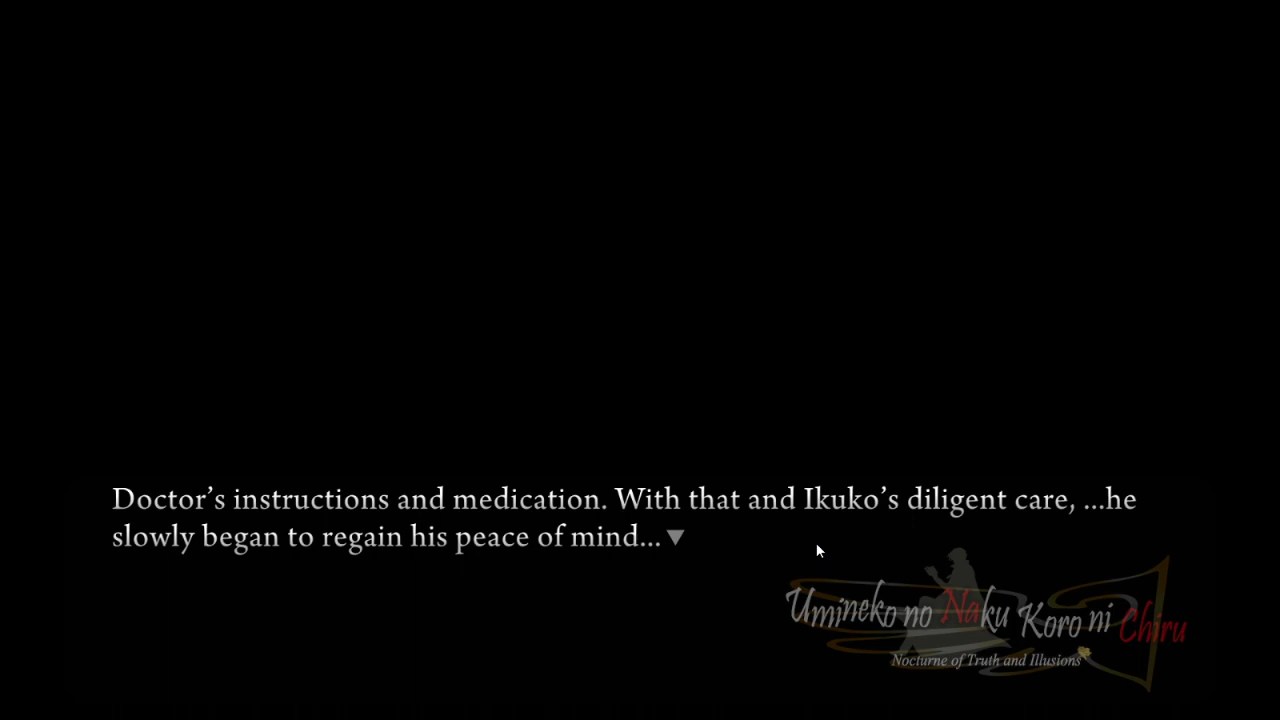 Doctor’s instructions and medication. With that and Ikuko’s diligent care, ...he
slowly began to regain his peace of mind...
Umineko no Naku Koro ni Chiru
Nocturne of Truth and Illusions